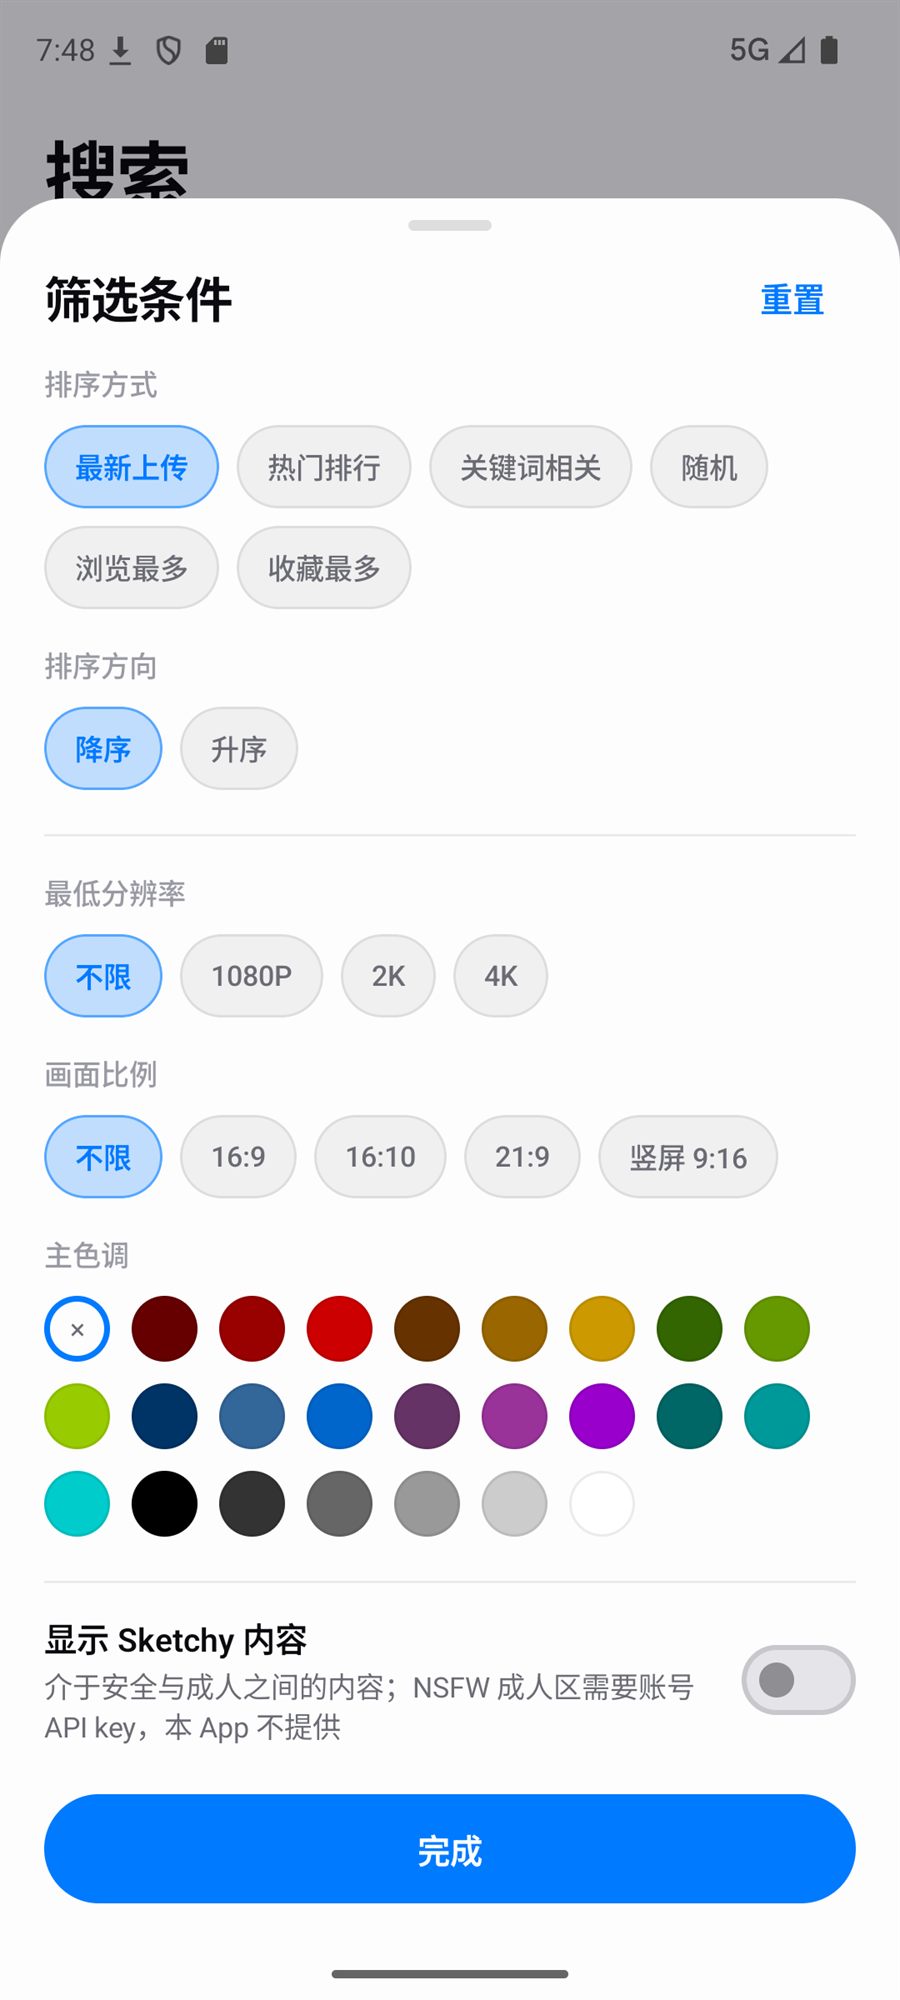 7:48
5G
搜索
筛选条件
重置
排序方式
最新上传
热门排行
关键词相关
随机
浏览最多
收藏最多
排序方向
降序
升序
最低分辨率
不限
1080P
2K
4K
画面比例
不限
16:9
16:10
21:9
竖屏 9:16
主色调
×
显示 Sketchy 内容
介于安全与成人之间的内容；NSFW 成人区需要账号
API key，本 App 不提供
完成